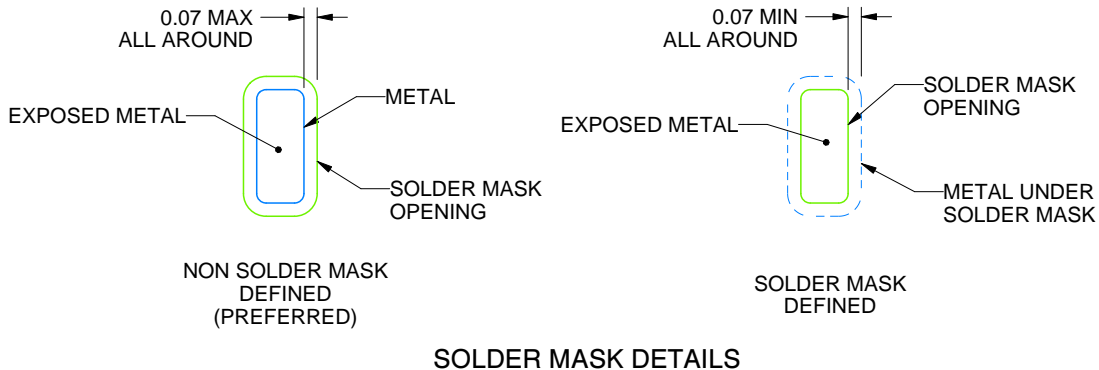 0.07 MAX
ALL AROUND
EXPOSED METAL
METAL
SOLDER MASK
OPENING
NON SOLDER MASK
DEFINED
(PREFERRED)
0.07 MIN
ALL AROUND
SOLDER MASK
OPENING
EXPOSED METAL
METAL UNDER
SOLDER MASK
SOLDER MASK
DEFINED
SOLDER MASK DETAILS